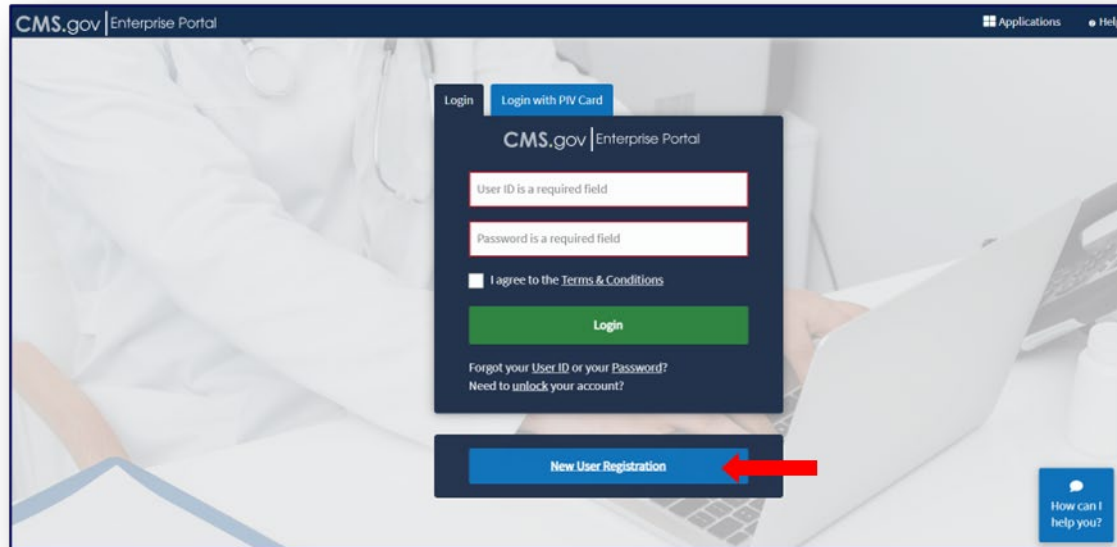 CMS.gov Enterprise Portal
Applications
Login
Login with PIV Card
CMS.gov Enterprise Portal
User ID is a required field
Password is a required field
I agree to the Terms & Conditions
Login
Forgot your User ID or your Password?
Need to unlock your account?
New User Registration
How can I
help you?